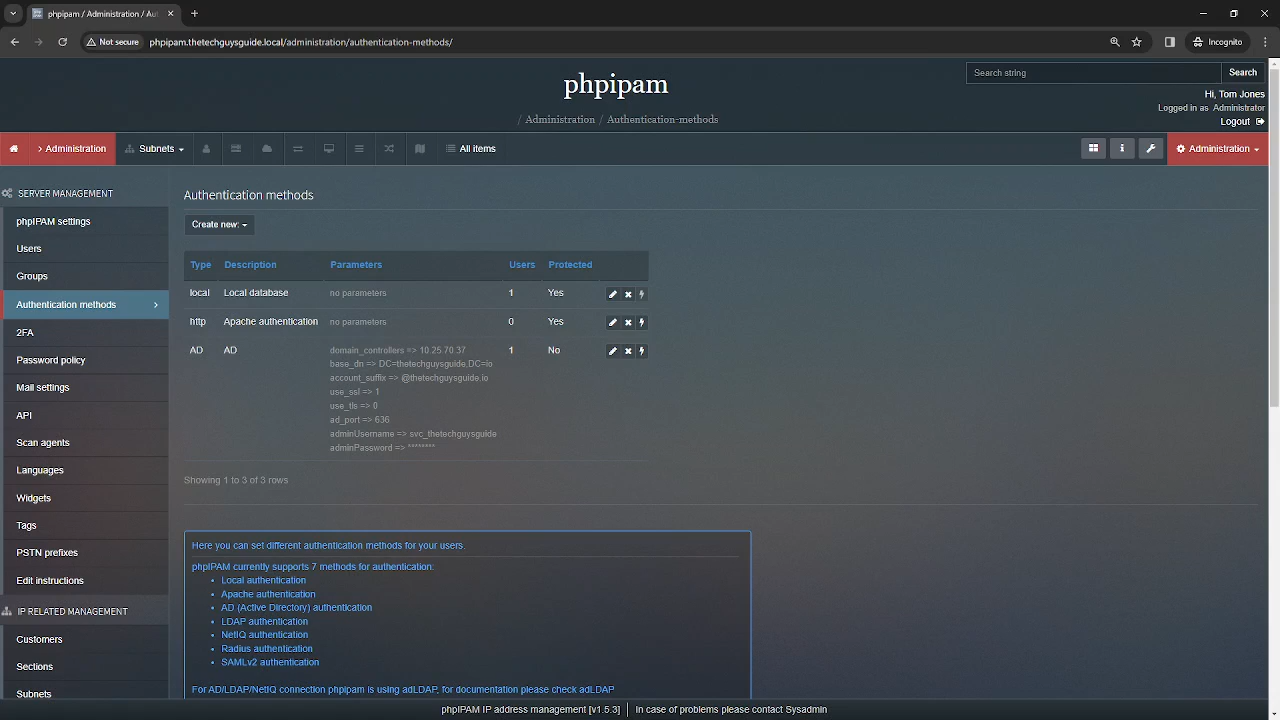 phpipam / Administration / Aut
Not secure
phpipam.thetechguysguide.local/administration/authentication-methods/
Incognito
phpipam
/ Administration / Authentication-methods
Search string
Search
Hi, Tom Jones
Logged in as Administrator
Logout
> Administration
Subnets
All items
Administration
SERVER MANAGEMENT
phpIPAM settings
Users
Groups
Authentication methods
2FA
Password policy
Mail settings
API
Scan agents
Languages
Widgets
Tags
PSTN prefixes
Edit instructions
IP RELATED MANAGEMENT
Customers
Sections
Subnets
Authentication methods
Create new:
Type Description Parameters Users Protected
local Local database no parameters 1 Yes
http Apache authentication no parameters 0 Yes
AD AD domain_controllers => 10.25.70.37 1 No
base_dn => DC=thetechguysguide,DC=io
account_suffix => @thetechguysguide.io
use_ssl => 1
use_tls => 0
ad_port => 636
adminUsername => svc_thetechguysguide
adminPassword => ********
Showing 1 to 3 of 3 rows
Here you can set different authentication methods for your users.
phpIPAM currently supports 7 methods for authentication:
• Local authentication
• Apache authentication
• AD (Active Directory) authentication
• LDAP authentication
• NetIQ authentication
• Radius authentication
• SAMLv2 authentication
For AD/LDAP/NetIQ connection phpipam is using adLDAP, for documentation please check adLDAP
phpIPAM IP address management [v1.5.3]
In case of problems please contact Sysadmin